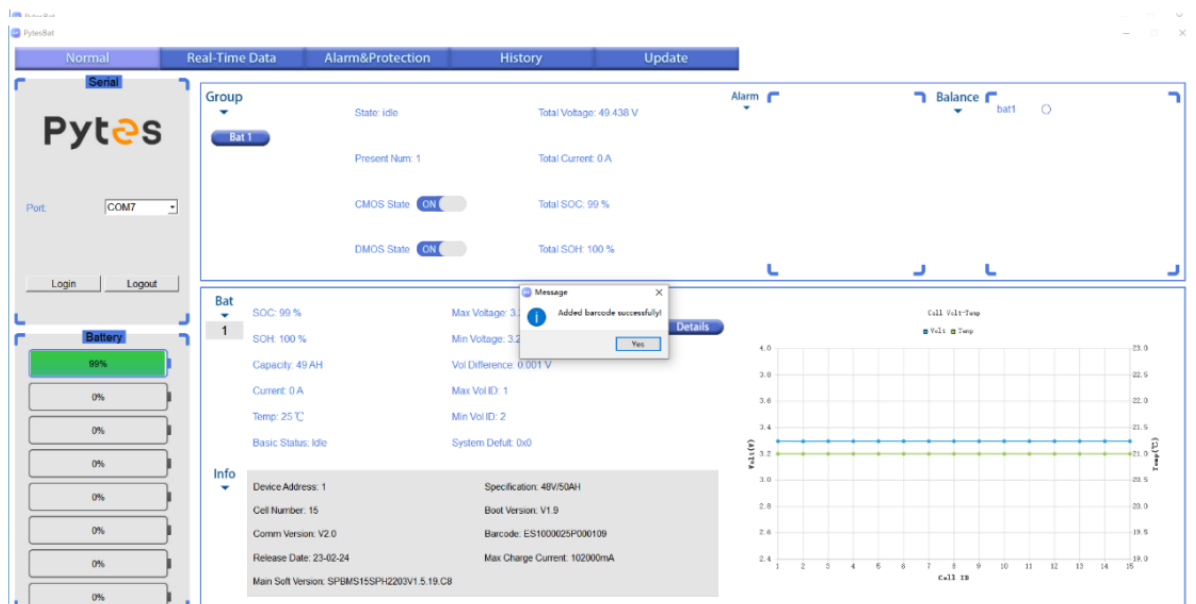 PytesBat
Normal Real-Time Data Alarm&Protection History Update
Serial
Pytes
Port: COM7
Login Logout
Battery
99%
0%
0%
0%
0%
0%
0%
0%
Group
Bat 1
State: idle
Total Voltage: 49.438 V
Present Num: 1
Total Current: 0 A
CMOS State ON
Total SOC: 99 %
DMOS State ON
Total SOH: 100 %
Alarm
Balance
bat1
Bat
1
SOC: 99 %
Max Voltage: 3.
SOH: 100 %
Min Voltage: 3.2
Capacity: 49 AH
Vol Difference: 0.001 V
Current: 0 A
Max Vol ID: 1
Temp: 25 ℃
Min Vol ID: 2
Basic Status: Idle
System Defult: 0x0
Details
Message
Added barcode successfully!
Yes
Info
Device Address: 1
Specification: 48V/50AH
Cell Number: 15
Boot Version: V1.9
Comm Version: V2.0
Barcode: ES1000025P000109
Release Date: 23-02-24
Max Charge Current: 102000mA
Main Soft Version: SPBMS15SPH2203V1.5.19.C8
Cell Volt-Temp
Volt Temp
4.0 23.0
3.8 22.5
3.6 22.0
3.4 21.5
3.2 21.0
3.0 20.5
2.8 20.0
2.6 19.5
2.4 19.0
Volt(V)
Temp(℃)
1 2 3 4 5 6 7 8 9 10 11 12 13 14 15
Cell ID